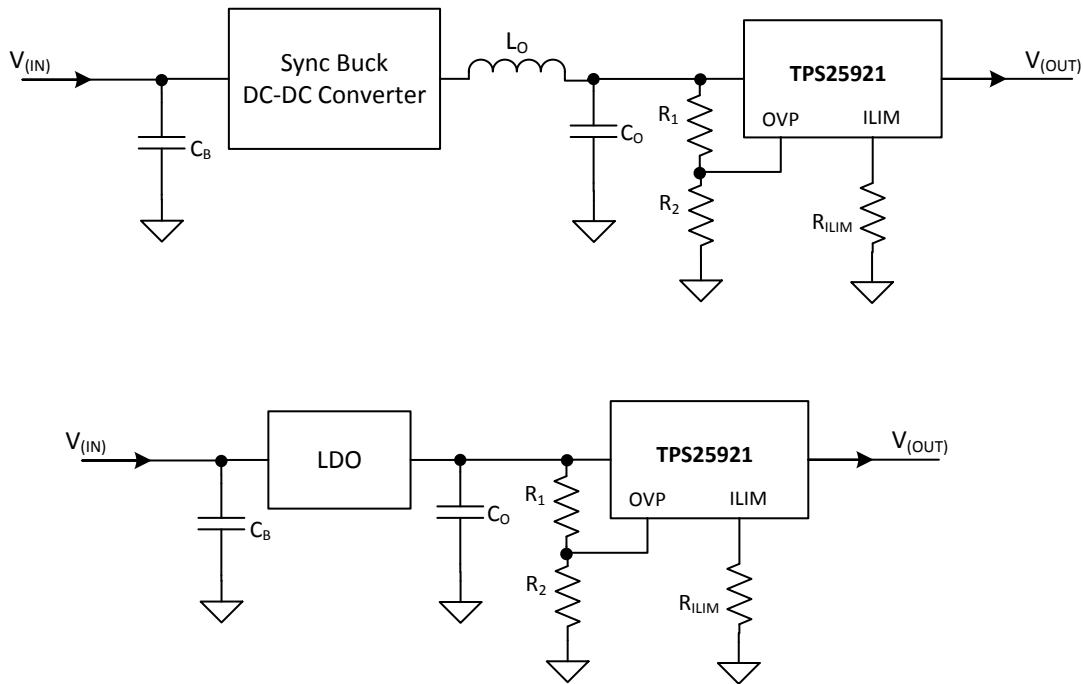 V(IN)
Sync Buck
DC-DC Converter
LO
TPS25921
V(OUT)
CB
CO
R1
OVP
ILIM
R2
RILIM
V(IN)
LDO
TPS25921
V(OUT)
CB
CO
R1
OVP
ILIM
R2
RILIM